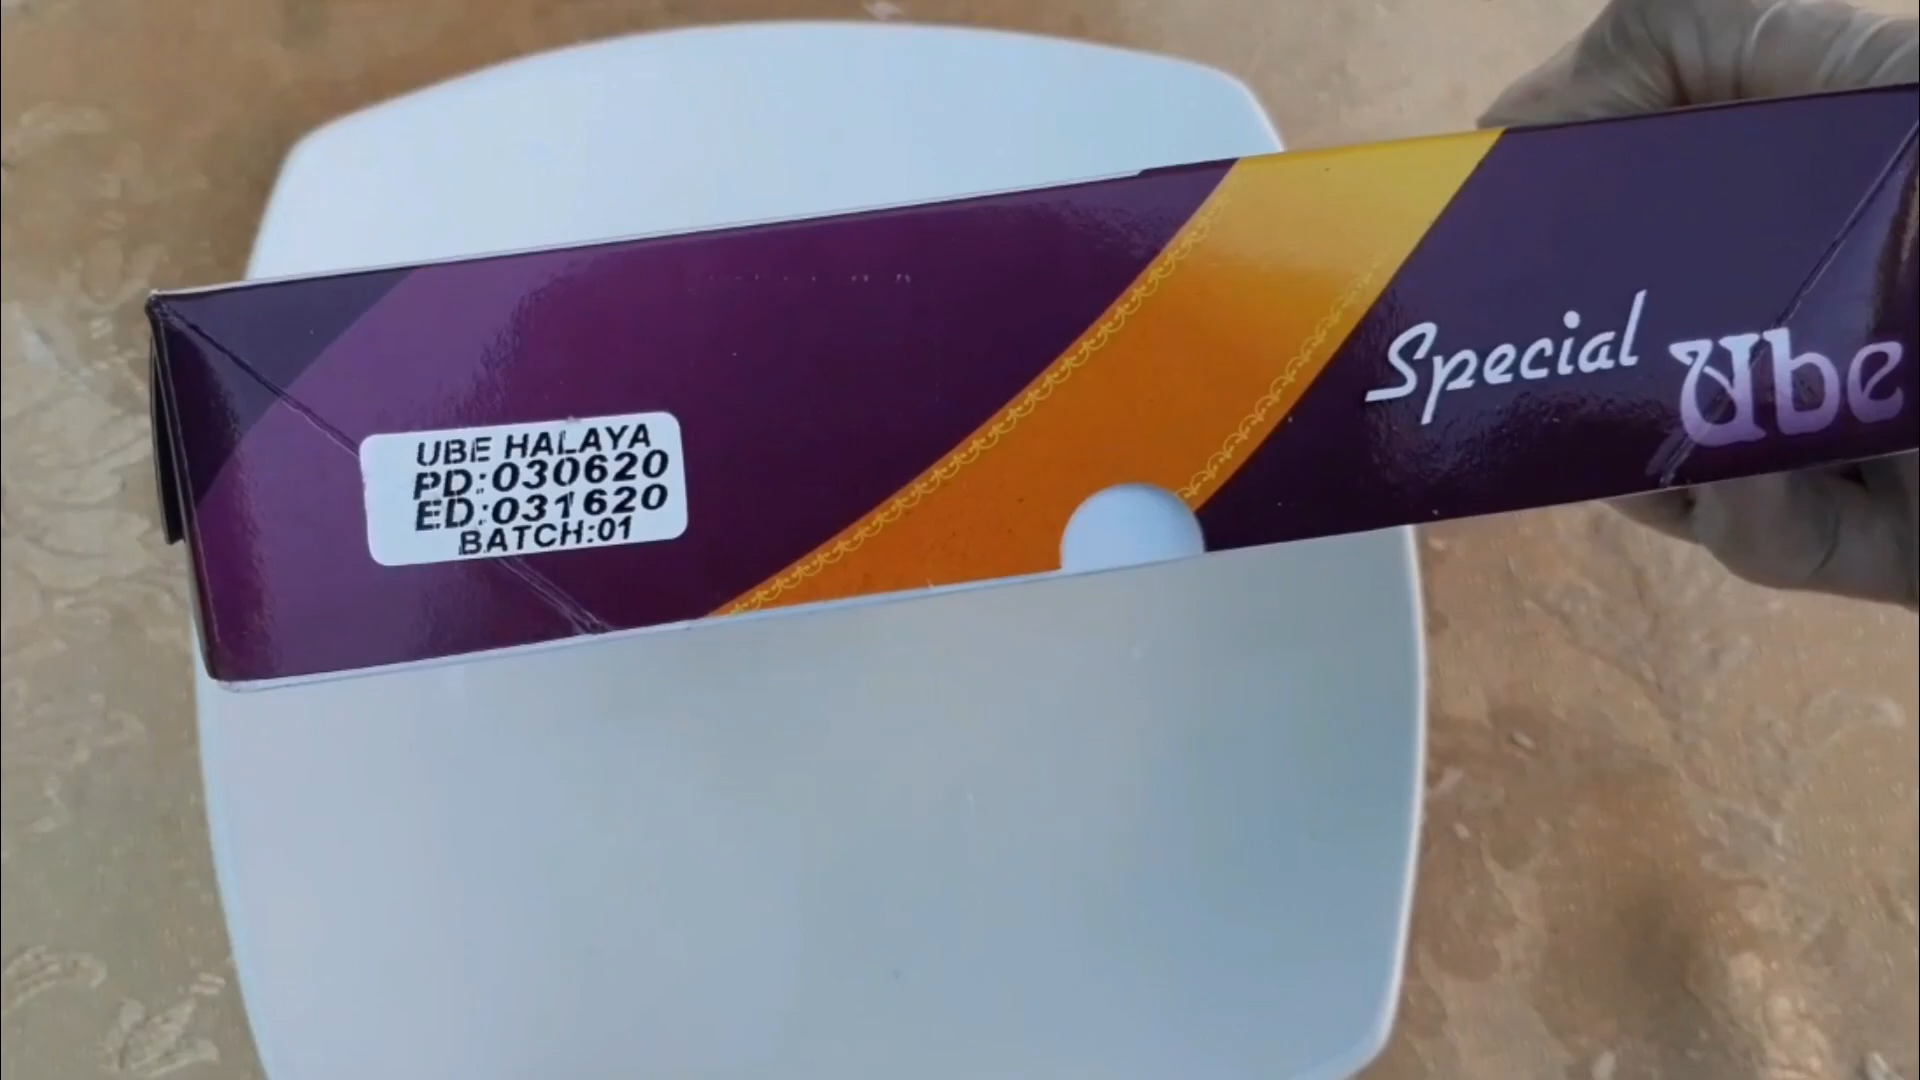 UBE HALAYA
PD:030620
ED:031620
BATCH:01
Special Ube